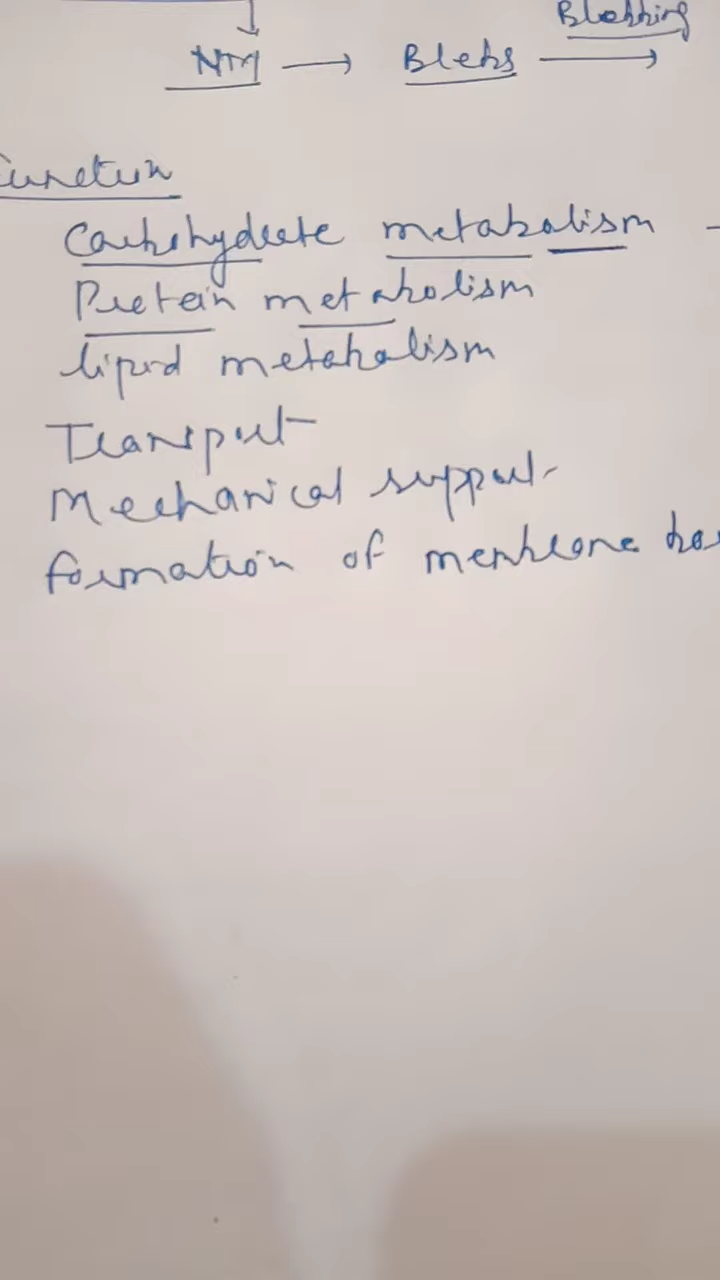 Blebbing
NM → Blebs →
Function
Carbohydrate metabolism -
Protein metabolism
lipid metabolism
Transport
Mechanical support
formation of membrane